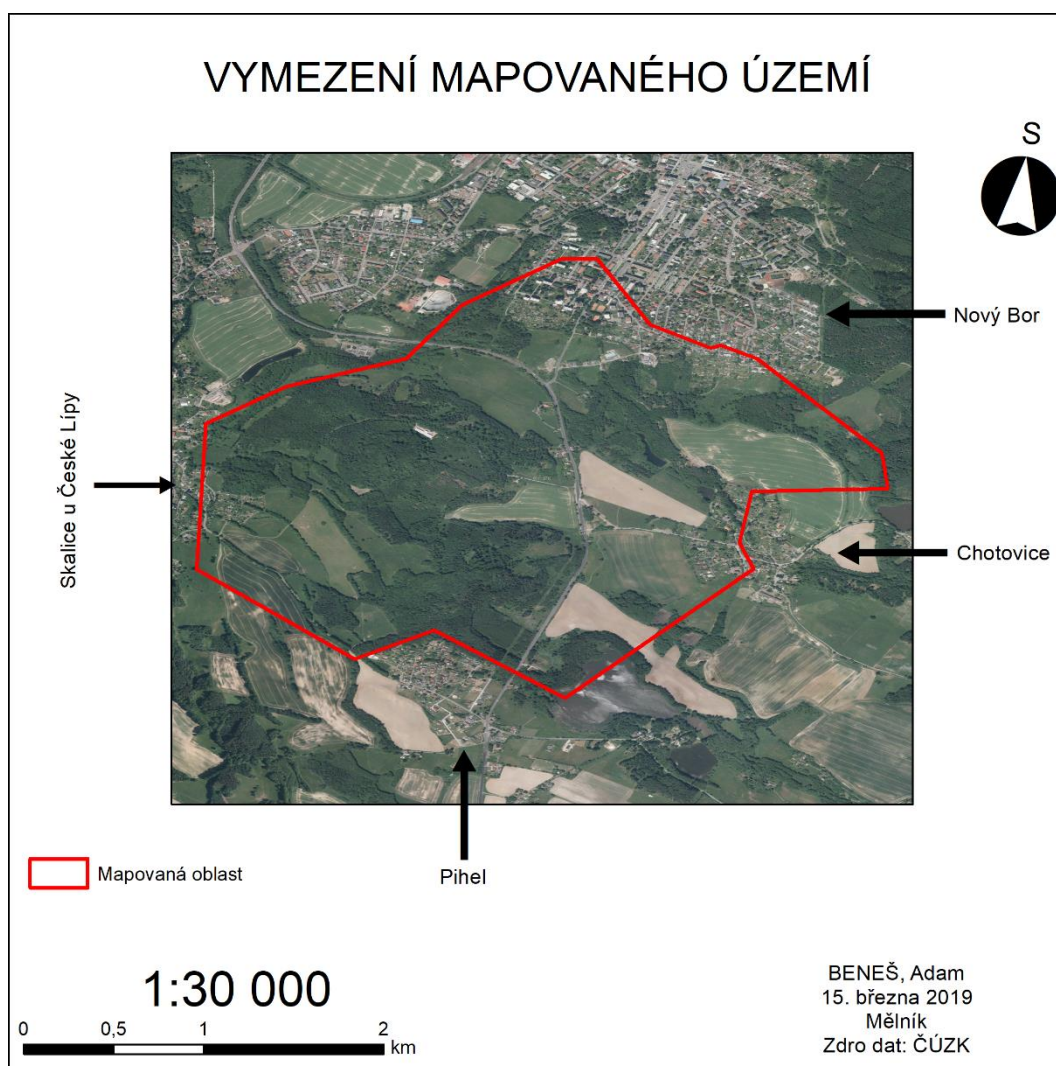 VYMEZENÍ MAPOVANÉHO ÚZEMÍ
S
Nový Bor
Skalice u České Lípy
Chotovice
Mapovaná oblast
Pihel
1:30 000
0 0,5 1 2
km
BENEŠ, Adam
15. března 2019
Mělník
Zdro dat: ČÚZK